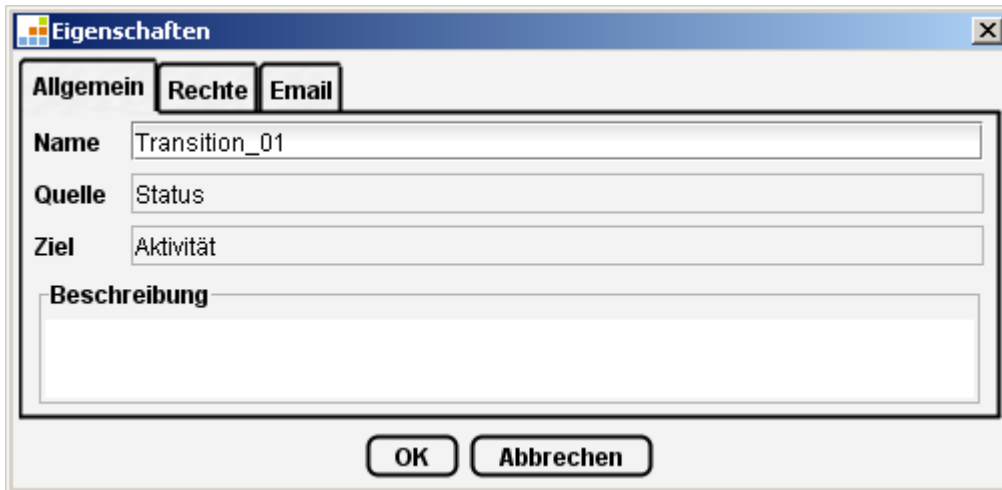 Eigenschaften
Allgemein Rechte Email
Name Transition_01
Quelle Status
Ziel Aktivität
Beschreibung
OK Abbrechen